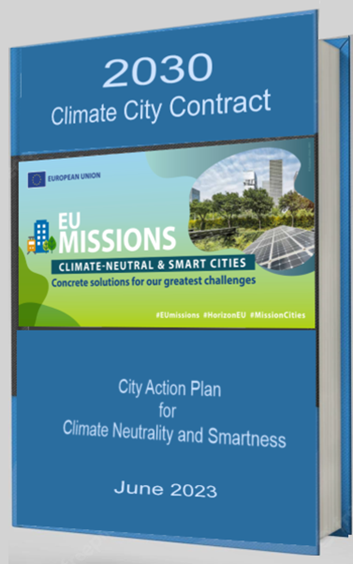 2030
Climate City Contract
EUROPEAN UNION
EU
MISSIONS
CLIMATE-NEUTRAL & SMART CITIES
Concrete solutions for our greatest challenges
#EUmissions #HorizonEU #MissionCities
City Action Plan
for
Climate Neutrality and Smartness
June 2023